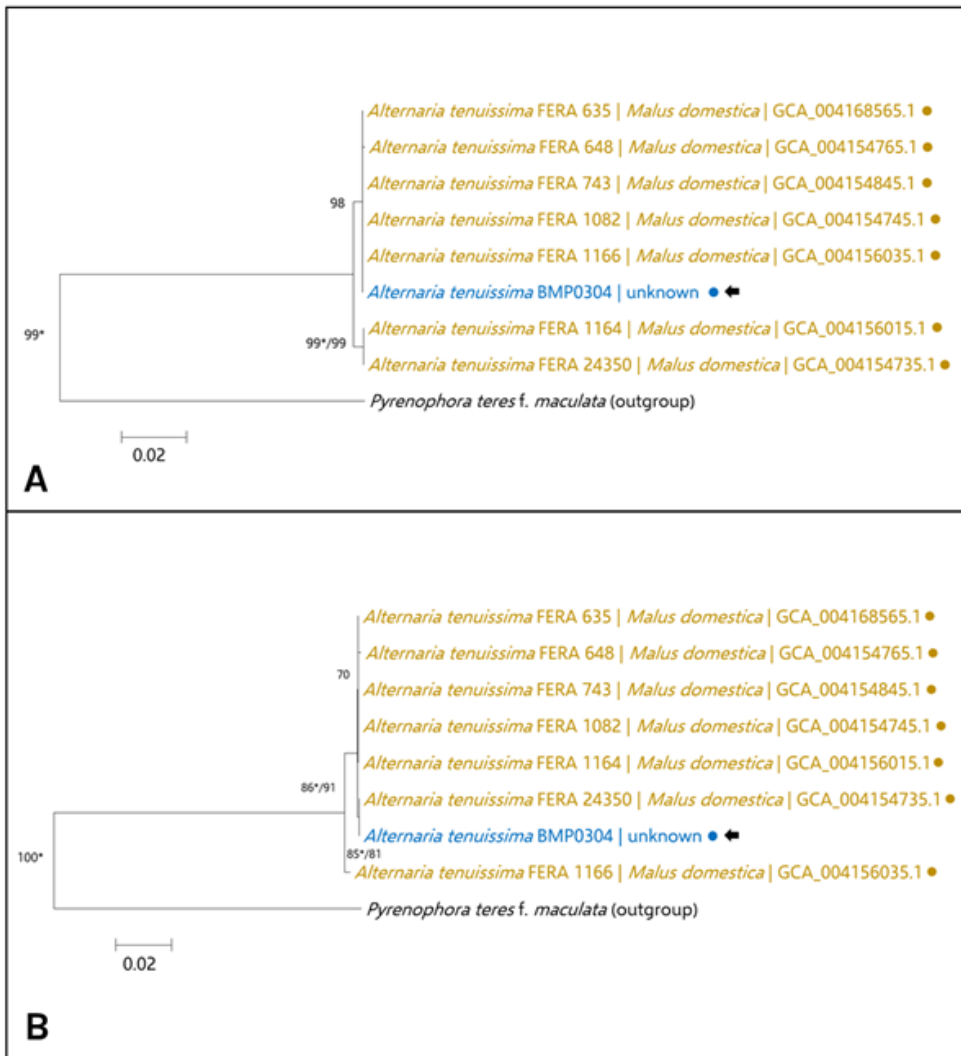 Alternaria tenuissima FERA 635 | Malus domestica | GCA_004168565.1
Alternaria tenuissima FERA 648 | Malus domestica | GCA_004154765.1
Alternaria tenuissima FERA 743 | Malus domestica | GCA_004154845.1
98
Alternaria tenuissima FERA 1082 | Malus domestica | GCA_004154745.1
Alternaria tenuissima FERA 1166 | Malus domestica | GCA_004156035.1
Alternaria tenuissima BMP0304 | unknown
Alternaria tenuissima FERA 1164 | Malus domestica | GCA_004156015.1
99*
99*/99
Alternaria tenuissima FERA 24350 | Malus domestica | GCA_004154735.1
Pyrenophora teres f. maculata (outgroup)
0.02
A
Alternaria tenuissima FERA 635 | Malus domestica | GCA_004168565.1
Alternaria tenuissima FERA 648 | Malus domestica | GCA_004154765.1
70
Alternaria tenuissima FERA 743 | Malus domestica | GCA_004154845.1
Alternaria tenuissima FERA 1082 | Malus domestica | GCA_004154745.1
Alternaria tenuissima FERA 1164 | Malus domestica | GCA_004156015.1
86*/91
Alternaria tenuissima FERA 24350 | Malus domestica | GCA_004154735.1
Alternaria tenuissima BMP0304 | unknown
100*
85*/81
Alternaria tenuissima FERA 1166 | Malus domestica | GCA_004156035.1
Pyrenophora teres f. maculata (outgroup)
0.02
B